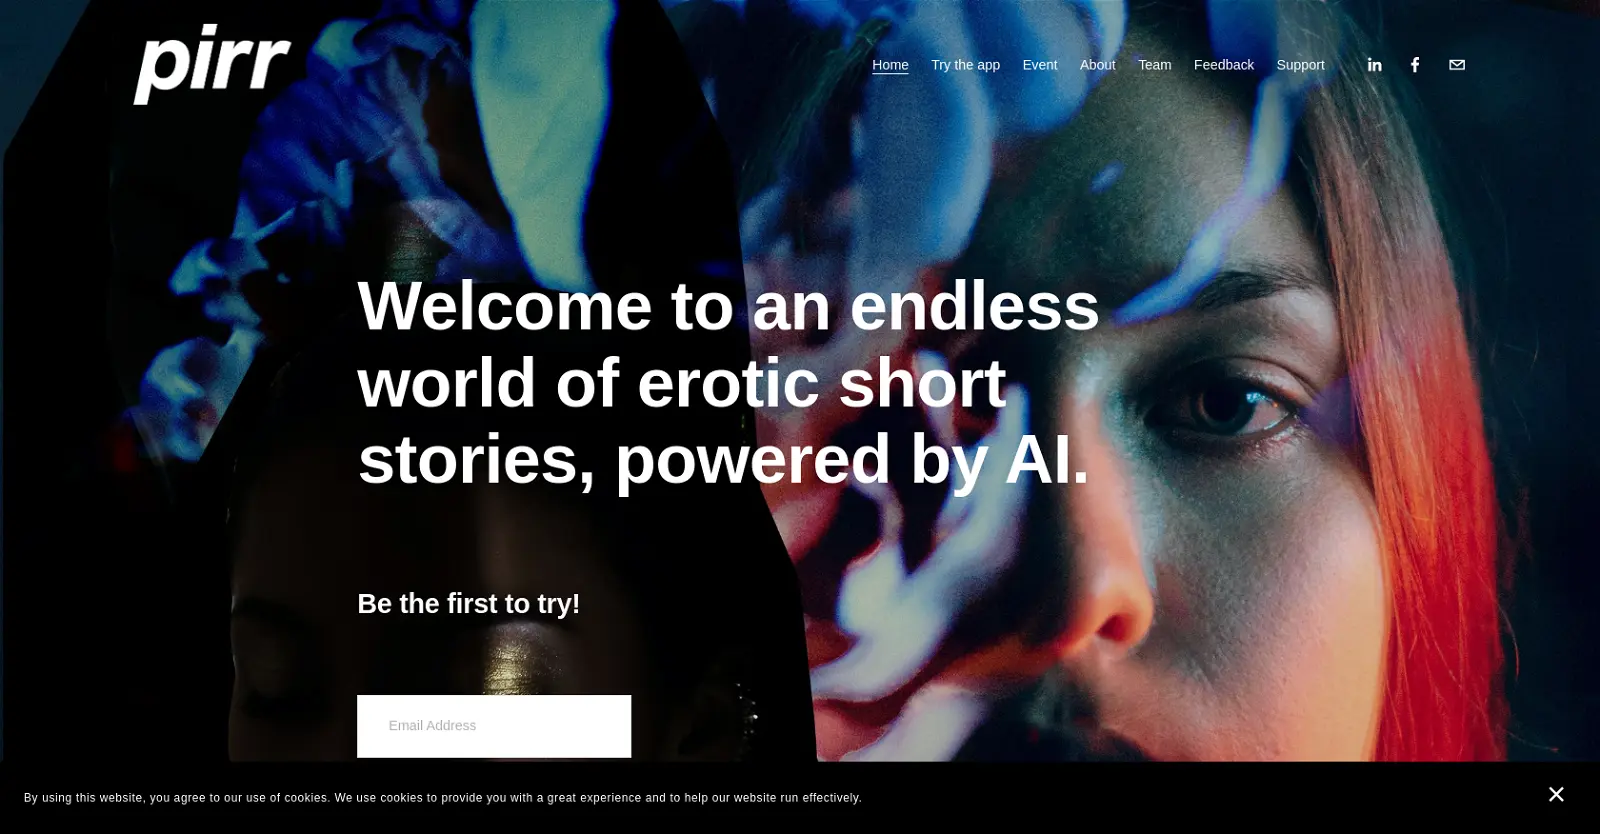 pirr
Home Try the app Event About Team Feedback Support
Welcome to an endless
world of erotic short
stories, powered by AI.
Be the first to try!
Email Address
By using this website, you agree to our use of cookies. We use cookies to provide you with a great experience and to help our website run effectively.